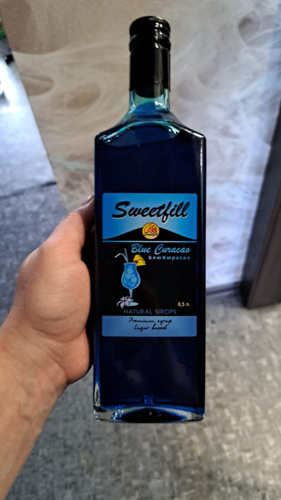 Sweetfill
Blue Curacao
Блю Кюрасао
0,5 л.
NATURAL SIROPS
Premium syrup
Sugar based